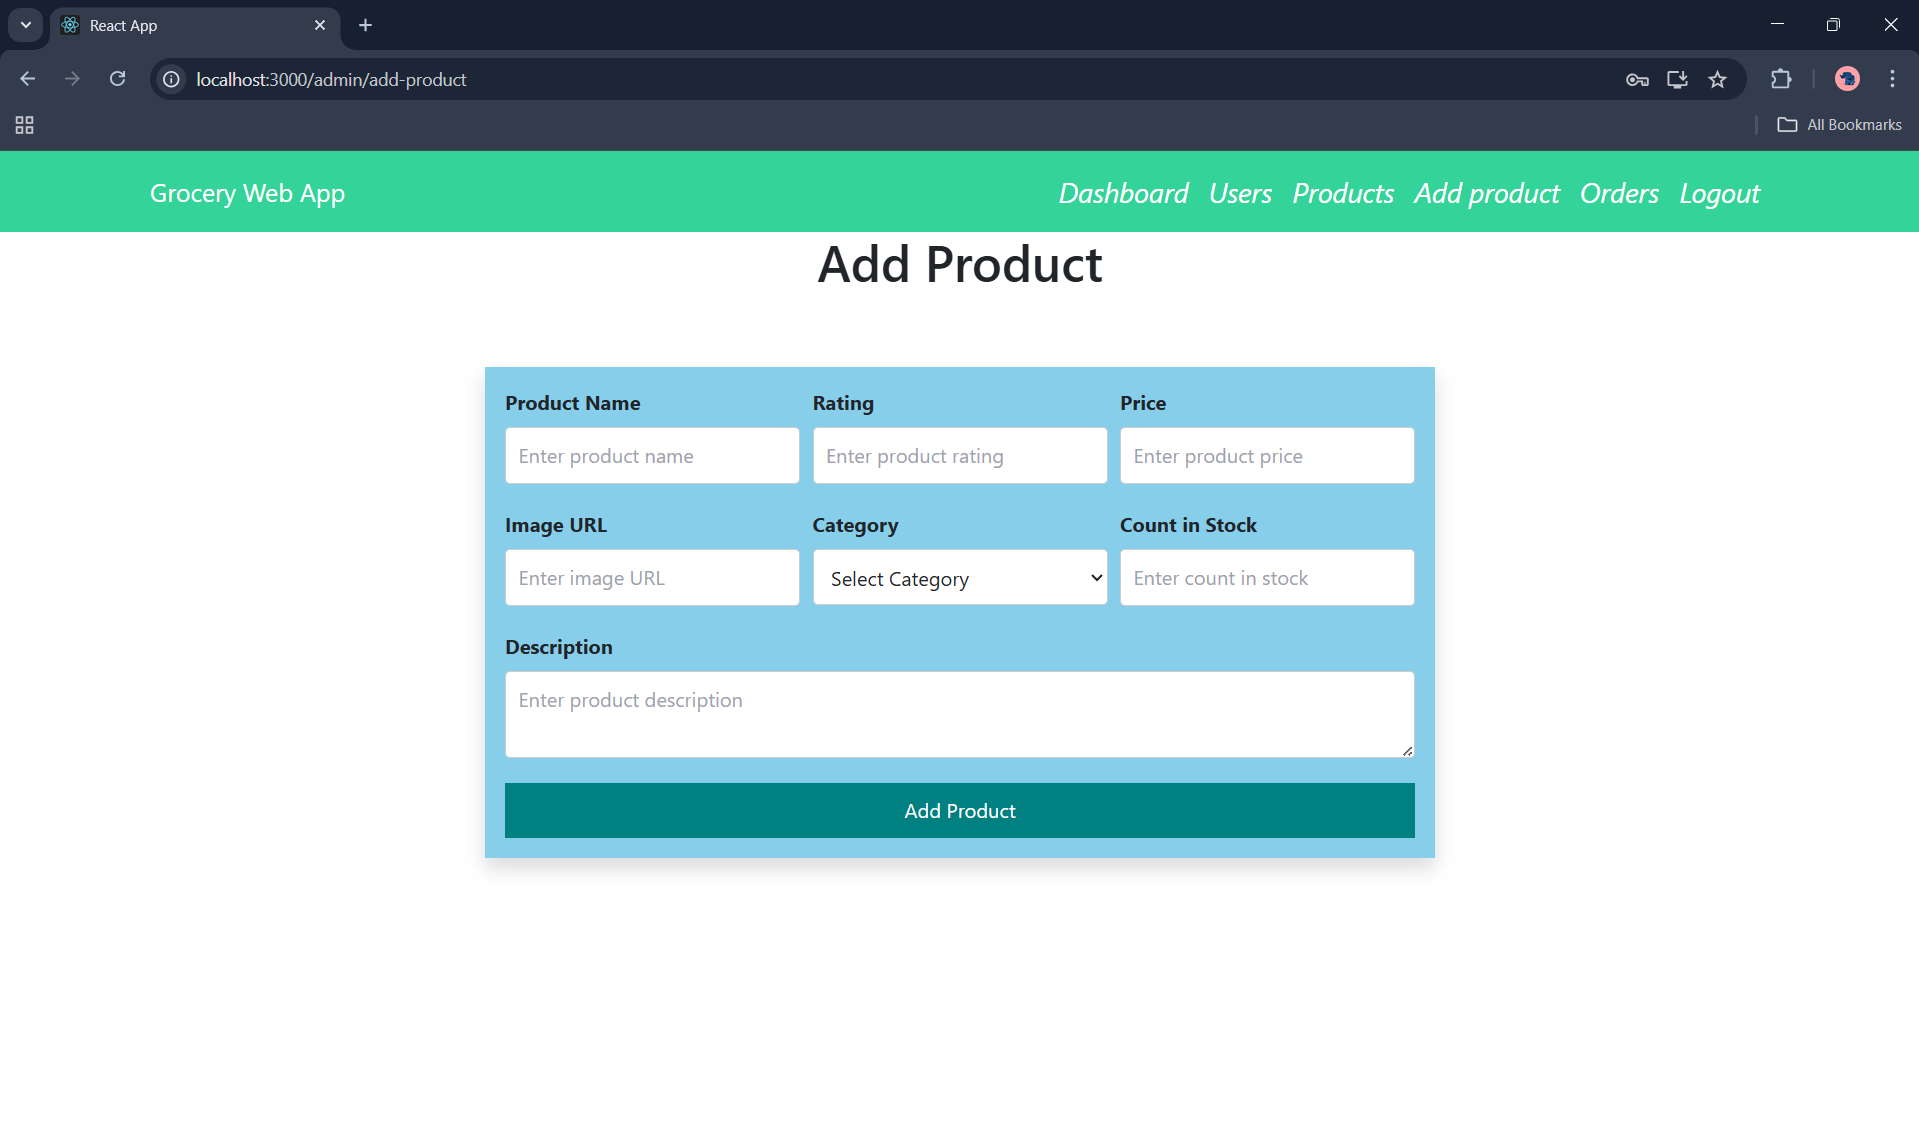 React App
localhost:3000/admin/add-product
All Bookmarks
Grocery Web App Dashboard Users Products Add product Orders Logout
Add Product
Product Name Rating Price
Enter product name Enter product rating Enter product price
Image URL Category Count in Stock
Enter image URL Select Category Enter count in stock
Description
Enter product description
Add Product